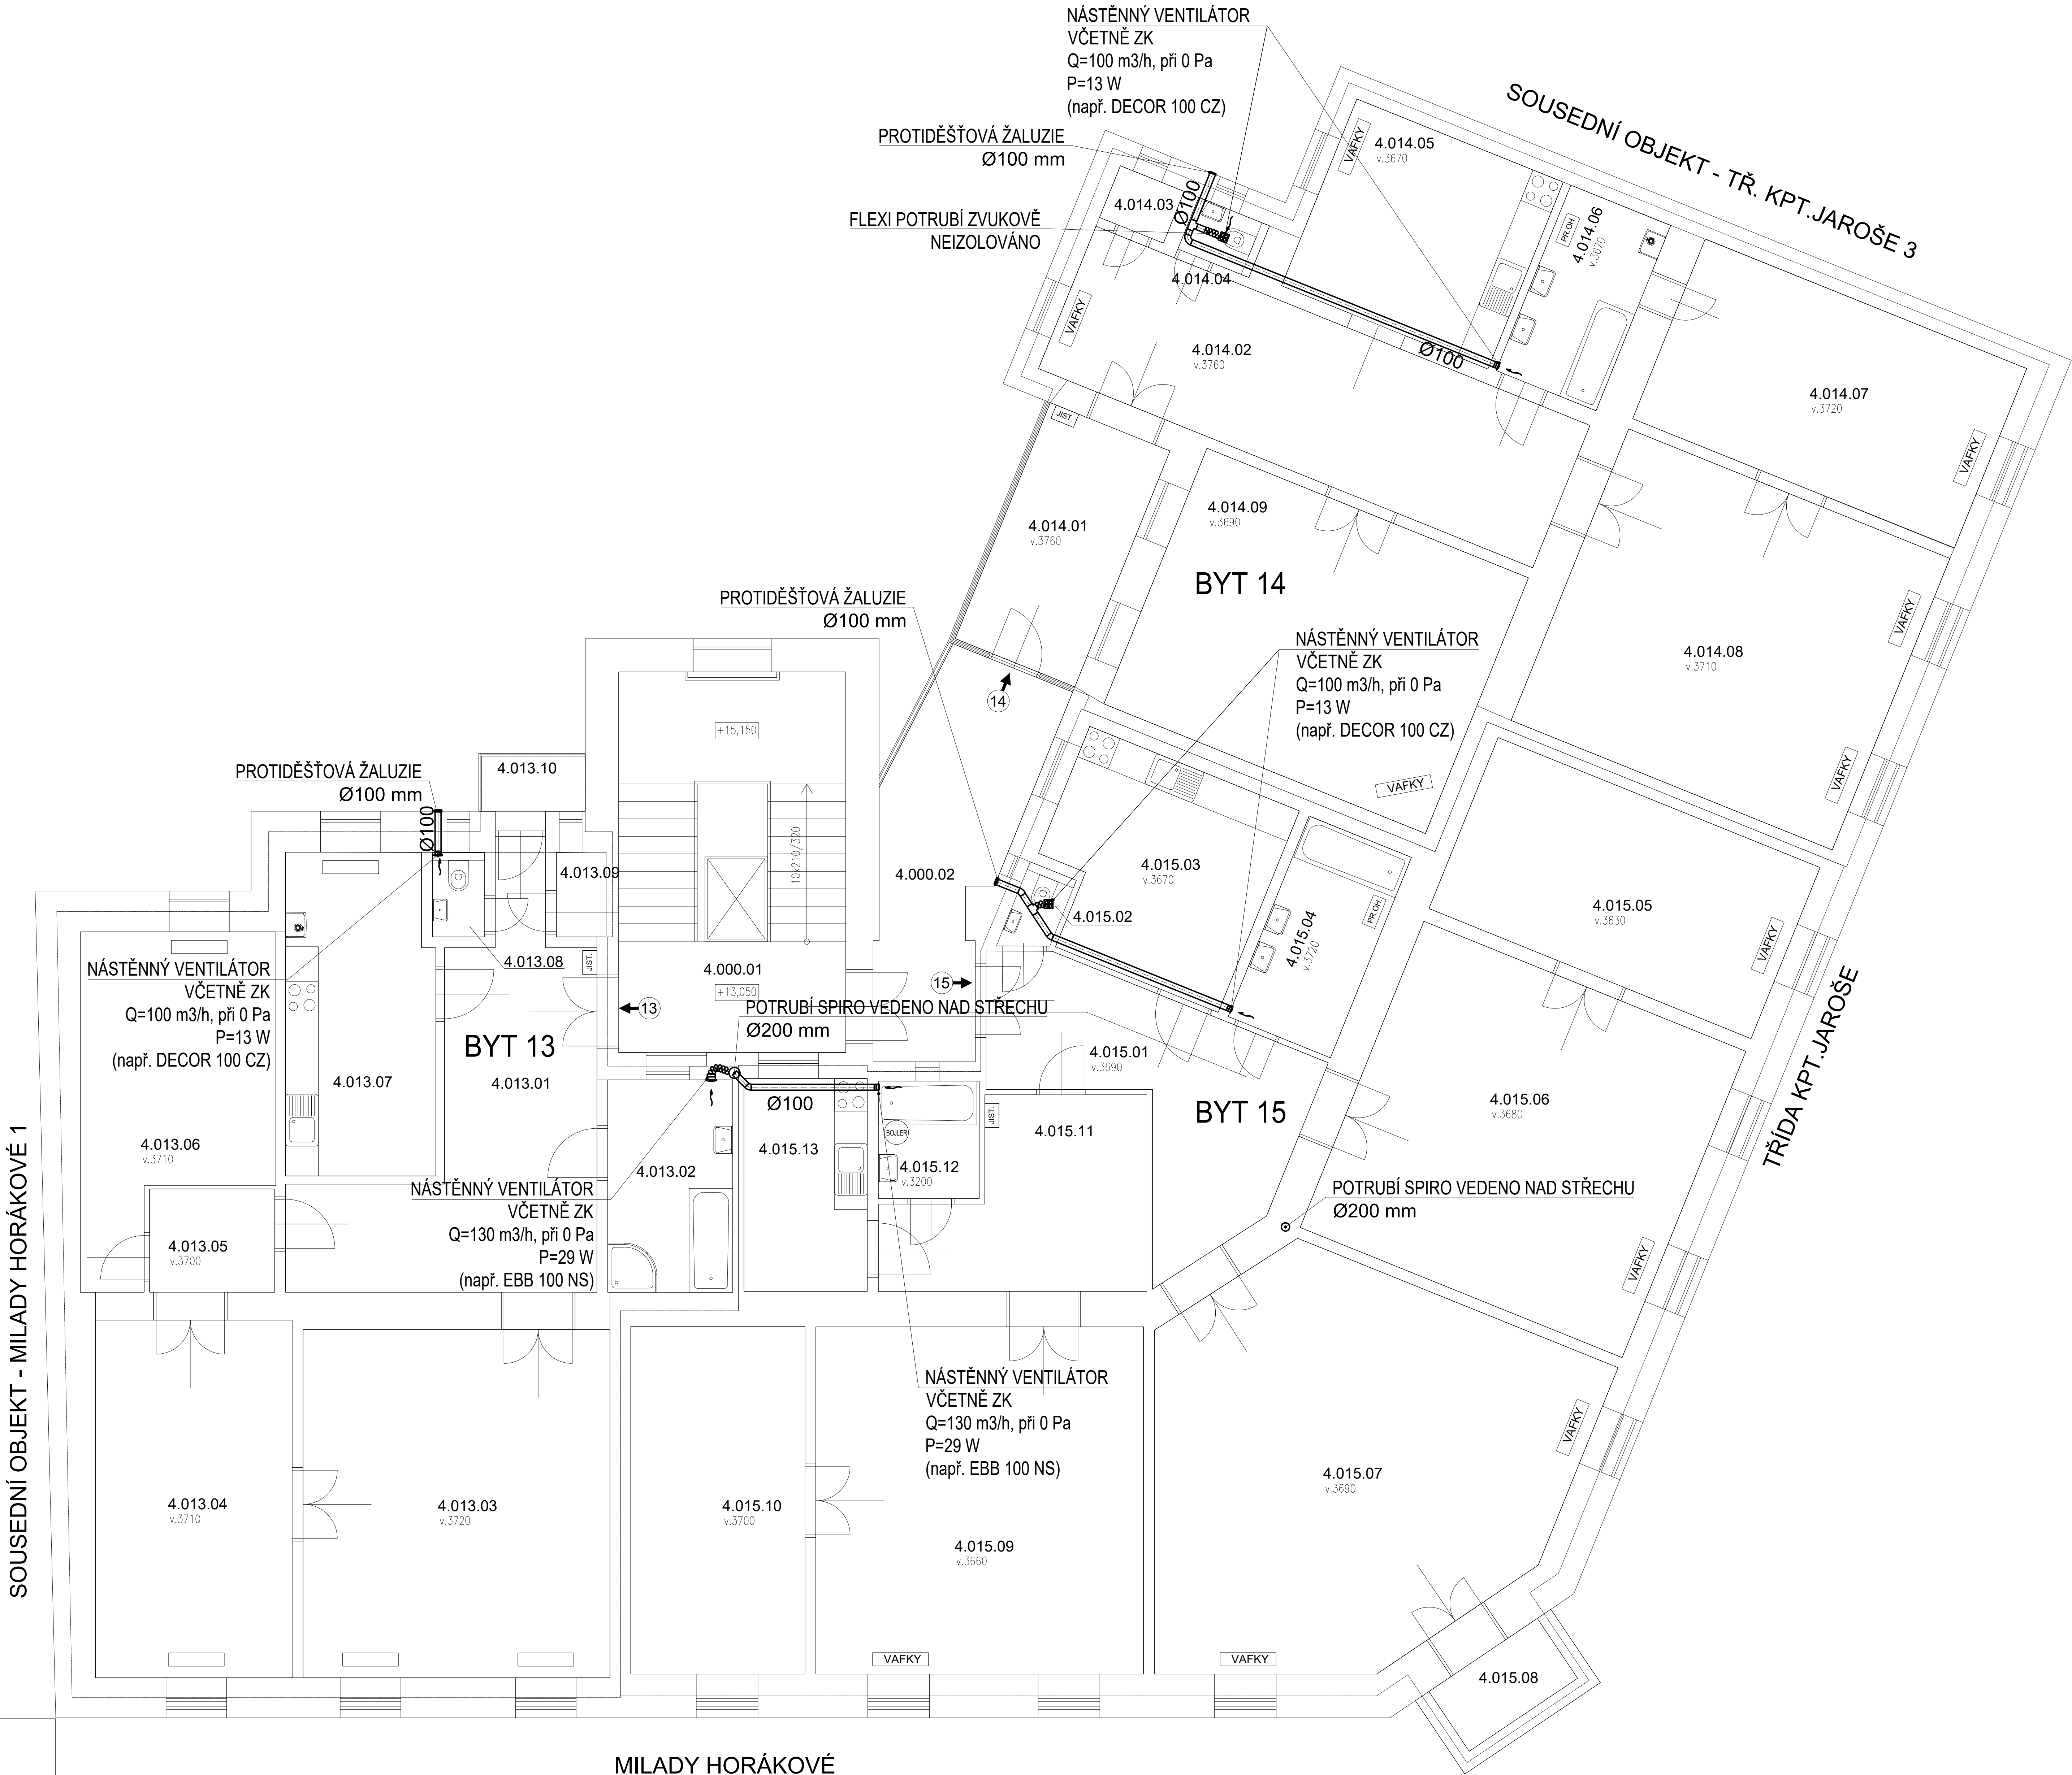 NÁSTĚNNÝ VENTILÁTOR
VČETNĚ ZK
Q=100 m3/h, při 0 Pa
P=13 W
(např. DECOR 100 CZ)
PROTIDĚŠŤOVÁ ŽALUZIE
Ø100 mm
FLEXI POTRUBÍ ZVUKOVĚ
NEIZOLOVÁNO
SOUSEDNÍ OBJEKT - TŘ. KPT.JAROŠE 3
VAFKY
4.014.05
v.3670
4.014.03
Ø100
PR.OH.
4.014.06
v.3670
4.014.04
VAFKY
4.014.02
v.3760
Ø100
4.014.07
v.3720
JIST.
VAFKY
4.014.01
v.3760
4.014.09
v.3690
BYT 14
PROTIDĚŠŤOVÁ ŽALUZIE
Ø100 mm
VAFKY
4.014.08
v.3710
NÁSTĚNNÝ VENTILÁTOR
VČETNĚ ZK
Q=100 m3/h, při 0 Pa
P=13 W
(např. DECOR 100 CZ)
14
+15,150
VAFKY
VAFKY
PROTIDĚŠŤOVÁ ŽALUZIE
Ø100 mm
4.013.10
Ø100
10x210/320
4.013.09
4.000.02
4.015.03
v.3670
4.015.02
PR.OH.
4.015.04
v.3720
4.015.05
v.3630
VAFKY
NÁSTĚNNÝ VENTILÁTOR
VČETNĚ ZK
Q=100 m3/h, při 0 Pa
P=13 W
(např. DECOR 100 CZ)
4.013.08
JIST.
4.000.01
+13,050
15
13
POTRUBÍ SPIRO VEDENO NAD STŘECHU
Ø200 mm
TŘÍDA KPT.JAROŠE
BYT 13
4.013.07
4.013.01
4.015.01
v.3690
Ø100
BYT 15
JIST.
4.015.11
4.015.06
v.3680
4.013.06
v.3710
BOJLER
4.015.13
4.015.12
v.3200
4.013.02
NÁSTĚNNÝ VENTILÁTOR
VČETNĚ ZK
Q=130 m3/h, při 0 Pa
P=29 W
(např. EBB 100 NS)
POTRUBÍ SPIRO VEDENO NAD STŘECHU
Ø200 mm
4.013.05
v.3700
VAFKY
SOUSEDNÍ OBJEKT - MILADY HORÁKOVÉ 1
NÁSTĚNNÝ VENTILÁTOR
VČETNĚ ZK
Q=130 m3/h, při 0 Pa
P=29 W
(např. EBB 100 NS)
VAFKY
4.015.07
v.3690
4.013.04
v.3710
4.013.03
v.3720
4.015.10
v.3700
4.015.09
v.3660
VAFKY
VAFKY
4.015.08
MILADY HORÁKOVÉ